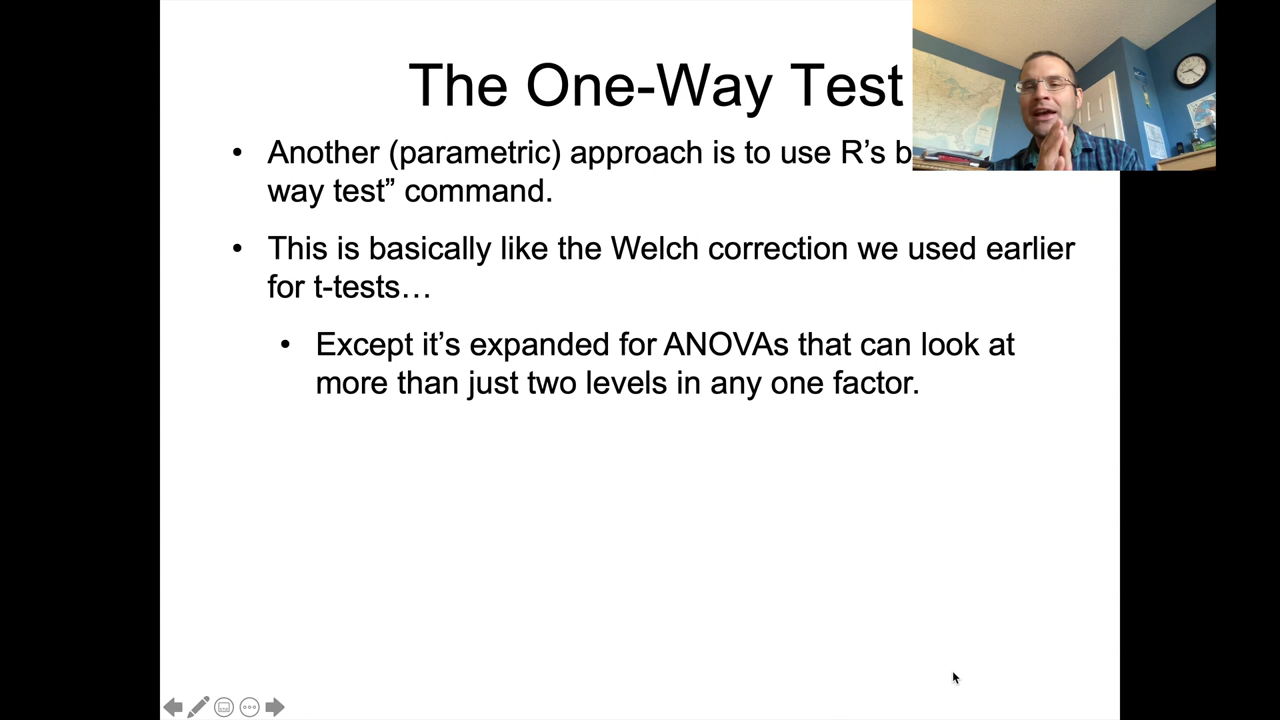 The One-Way Test
• Another (parametric) approach is to use R’s
way test” command.
• This is basically like the Welch correction we used earlier
for t-tests…
• Except it’s expanded for ANOVAs that can look at
more than just two levels in any one factor.